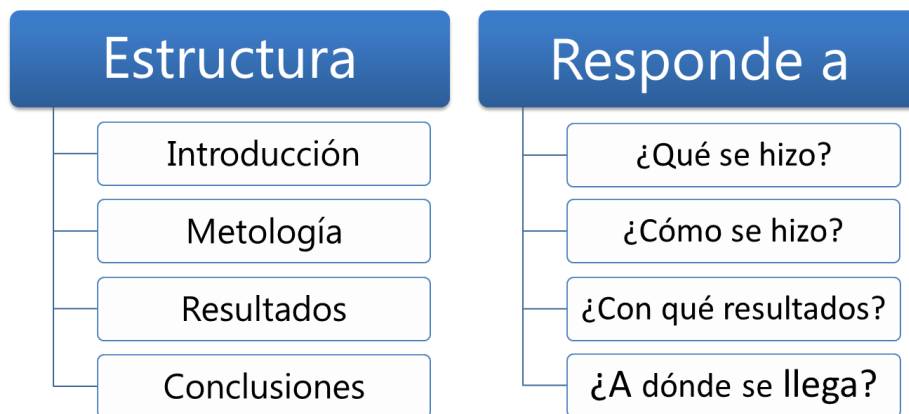 Estructura
Introducción
Metología
Resultados
Conclusiones
Responde a
¿Qué se hizo?
¿Cómo se hizo?
¿Con qué resultados?
¿A dónde se llega?